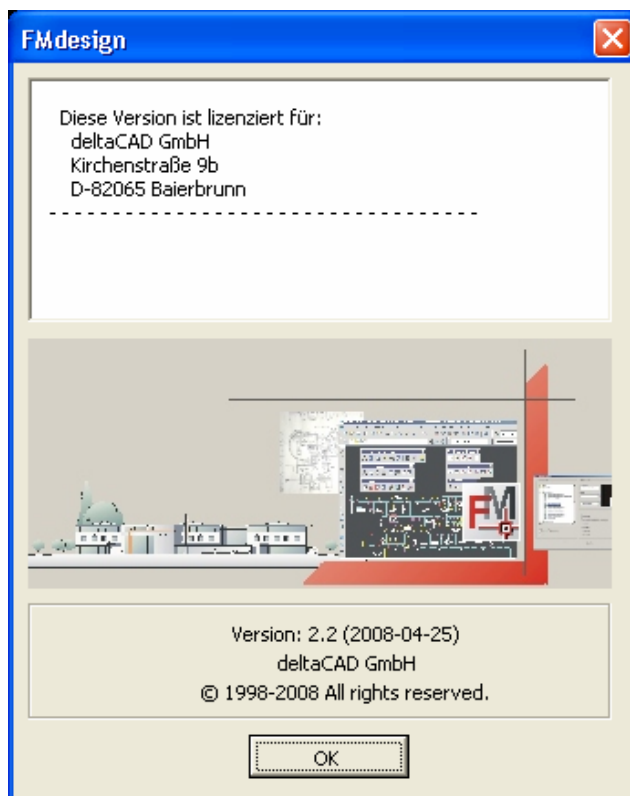 FMdesign
Diese Version ist lizenziert für:
deltaCAD GmbH
Kirchenstraße 9b
D-82065 Baierbrunn
- - - - - - - - - - - - - - - - - - - - - - - - - - - - - - - - - -
FM
Version: 2.2 (2008-04-25)
deltaCAD GmbH
© 1998-2008 All rights reserved.
OK